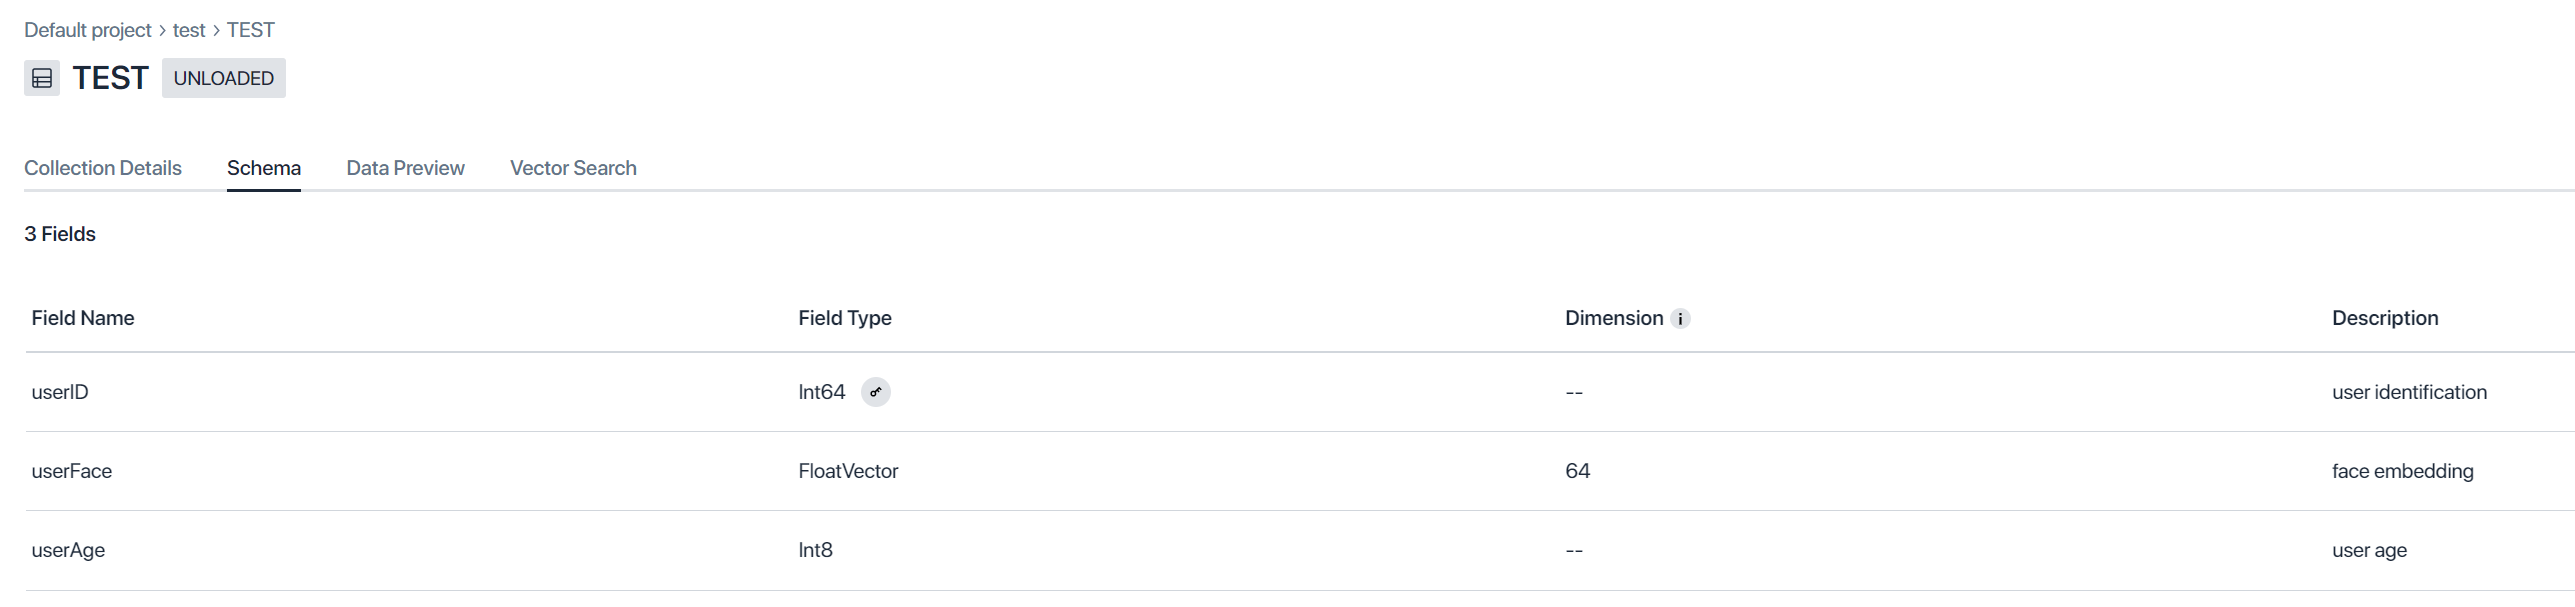 Default project > test > TEST
TEST UNLOADED
Collection Details Schema Data Preview Vector Search
3 Fields
Field Name Field Type Dimension i Description
userID Int64 -- user identification
userFace FloatVector 64 face embedding
userAge Int8 -- user age